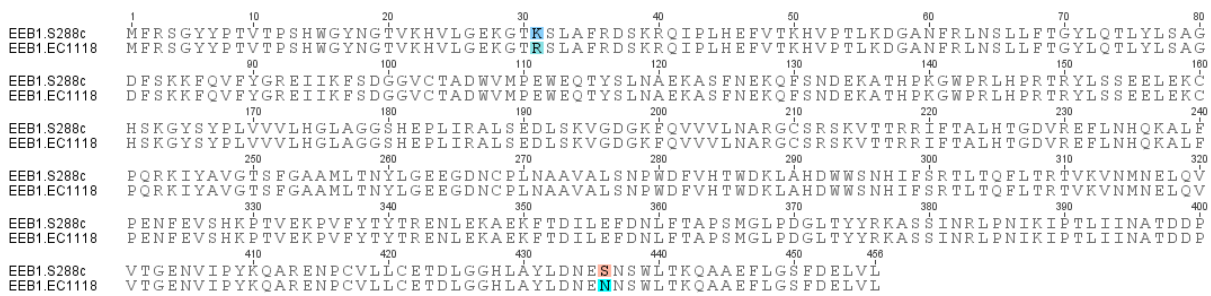 1 10 20 30 40 50 60 70 80
EEB1.S288c MFRSGYYPTVTPSHWGYNGTVKHVLGEKGTKSLAFRDSKRQIPLHEFVTKHVPTLKDGANFRLNSLLFTGYLQTLYLSAG
EEB1.EC1118 MFRSGYYPTVTPSHWGYNGTVKHVLGEKGTRSLAFRDSKRQIPLHEFVTKHVPTLKDGANFRLNSLLFTGYLQTLYLSAG
90 100 110 120 130 140 150 160
EEB1.S288c DFSKKFQVFYGREIIKFSDGGVCTADWVMPEWEQTYSLNAEKASFNEKQFSNDEKATHPKGWPRLHPRTRYLSSEELEKC
EEB1.EC1118 DFSKKFQVFYGREIIKFSDGGVCTADWVMPEWEQTYSLNAEKASFNEKQFSNDEKATHPKGWPRLHPRTRYLSSEELEKC
170 180 190 200 210 220 230 240
EEB1.S288c HSKGYSYPLVVVLHGLAGGSHEPLIRALSEDLSKVGDGKFQVVVLNARGCSRSKVTTRRIFTALHTGDVREFLNHQKALF
EEB1.EC1118 HSKGYSYPLVVVLHGLAGGSHEPLIRALSEDLSKVGDGKFQVVVLNARGCSRSKVTTRRIFTALHTGDVREFLNHQKALF
250 260 270 280 290 300 310 320
EEB1.S288c PQRKIYAVGTSFGAAMLTNYLGEEGDNCPLNAAVALSNPWDFVHTWDKLAHDWWSNHIFSRTLTQFLTRTVKVNMNELQV
EEB1.EC1118 PQRKIYAVGTSFGAAMLTNYLGEEGDNCPLNAAVALSNPWDFVHTWDKLAHDWWSNHIFSRTLTQFLTRTVKVNMNELQV
330 340 350 360 370 380 390 400
EEB1.S288c PENFEVSHKPTVEKPVFYTYTRENLEKAEKFTDILEFDNLFTAPSMGLPDGLTYYRKASSINRLPNIKIPTLIINATDDP
EEB1.EC1118 PENFEVSHKPTVEKPVFYTYTRENLEKAEKFTDILEFDNLFTAPSMGLPDGLTYYRKASSINRLPNIKIPTLIINATDDP
410 420 430 440 450 456
EEB1.S288c VTGENVIPYKQARENPCVLLCETDLGGHLAYLDNESNSWLTKQAAEFLGSFDELVL
EEB1.EC1118 VTGENVIPYKQARENPCVLLCETDLGGHLAYLDNENNSWLTKQAAEFLGSFDELVL